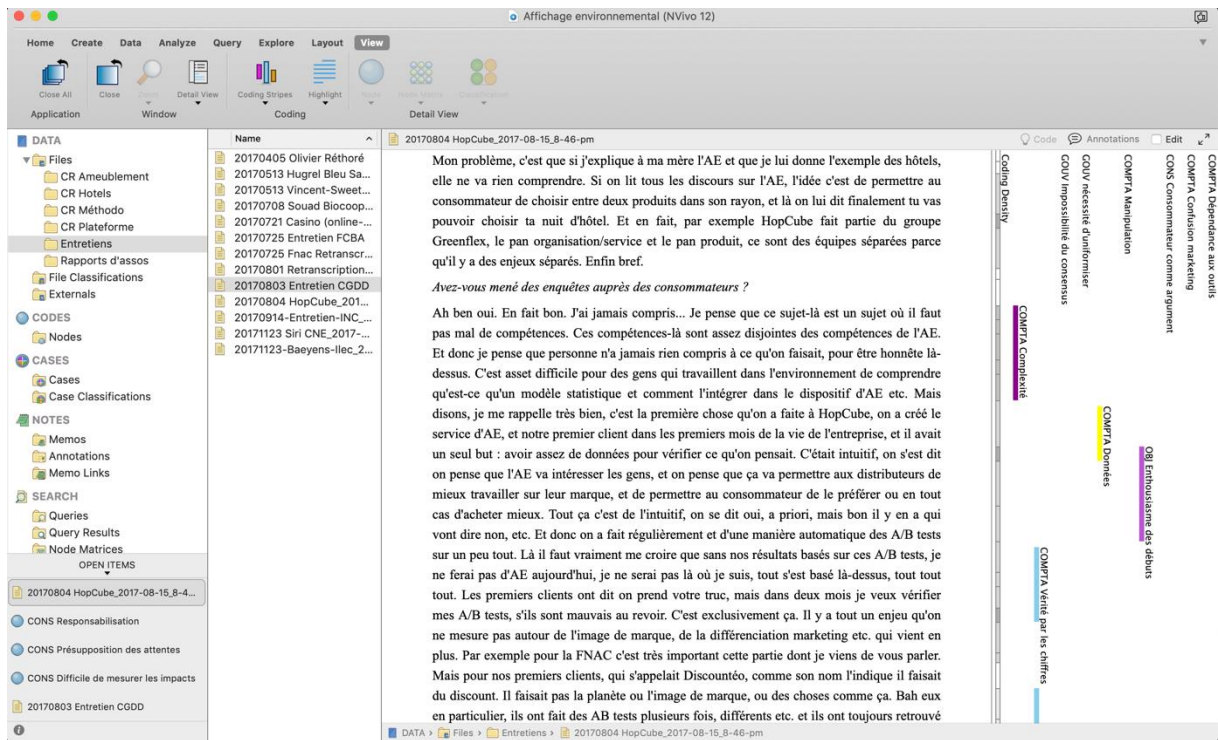 Affichage environnemental (NVivo 12)
Home Create Data Analyze Query Explore Layout View
Close All Close Detail View Coding Stripes Highlight
Application Window Coding Detail View
DATA
Files
CR Ameublement
CR Hotels
CR Méthodo
CR Plateforme
Entretiens
Rapports d'assos
File Classifications
Externals
CODES
Nodes
CASES
Cases
Case Classifications
NOTES
Memos
Annotations
Memo Links
SEARCH
Queries
Query Results
Node Matrices
OPEN ITEMS
20170804 HopCube_2017-08-15_8-4...
CONS Responsabilisation
CONS Présupposition des attentes
CONS Difficile de mesurer les impacts
20170803 Entretien CGDD
Name
20170405 Olivier Réthoré
20170513 Hugrel Bleu Sa...
20170513 Vincent-Sweet...
20170708 Souad Biocoop...
20170721 Casino (online-...
20170725 Entretien FCBA
20170725 Fnac Retranscr...
20170801 Retranscription...
20170803 Entretien CGDD
20170804 HopCube_201...
20170914-Entretien-INC_...
20171123 Siri CNE_2017-...
20171123-Baeyens-Ilec_2...
20170804 HopCube_2017-08-15_8-46-pm
Code Annotations Edit
Mon problème, c'est que si j'explique à ma mère l'AE et que je lui donne l'exemple des hôtels,
elle ne va rien comprendre. Si on lit tous les discours sur l'AE, l'idée c'est de permettre au
consommateur de choisir entre deux produits dans son rayon, et là on lui dit finalement tu vas
pouvoir choisir ta nuit d'hôtel. Et en fait, par exemple HopCube fait partie du groupe
Greenflex, le pan organisation/service et le pan produit, ce sont des équipes séparées parce
qu'il y a des enjeux séparés. Enfin bref.
Avez-vous mené des enquêtes auprès des consommateurs ?
Ah ben oui. En fait bon. J'ai jamais compris... Je pense que ce sujet-là est un sujet où il faut
pas mal de compétences. Ces compétences-là sont assez disjointes des compétences de l'AE.
Et donc je pense que personne n'a jamais rien compris à ce qu'on faisait, pour être honnête là-
dessus. C'est asset difficile pour des gens qui travaillent dans l'environnement de comprendre
qu'est-ce qu'un modèle statistique et comment l'intégrer dans le dispositif d'AE etc. Mais
disons, je me rappelle très bien, c'est la première chose qu'on a faite à HopCube, on a créé le
service d'AE, et notre premier client dans les premiers mois de la vie de l'entreprise, et il avait
un seul but : avoir assez de données pour vérifier ce qu'on pensait. C'était intuitif, on s'est dit
on pense que l'AE va intéresser les gens, et on pense que ça va permettre aux distributeurs de
mieux travailler sur leur marque, et de permettre au consommateur de le préférer ou en tout
cas d'acheter mieux. Tout ça c'est de l'intuitif, on se dit oui, a priori, mais bon il y en a qui
vont dire non, etc. Et donc on a fait régulièrement et d'une manière automatique des A/B tests
sur un peu tout. Là il faut vraiment me croire que sans nos résultats basés sur ces A/B tests, je
ne ferai pas d'AE aujourd'hui, je ne serai pas là où je suis, tout s'est basé là-dessus, tout tout
tout. Les premiers clients ont dit on prend votre truc, mais dans deux mois je veux vérifier
mes A/B tests, s'ils sont mauvais au revoir. C'est exclusivement ça. Il y a tout un enjeu qu'on
ne mesure pas autour de l'image de marque, de la différenciation marketing etc. qui vient en
plus. Par exemple pour la FNAC c'est très important cette partie dont je viens de vous parler.
Mais pour nos premiers clients, qui s'appelait Discountéo, comme son nom l'indique il faisait
du discount. Il faisait pas la planète ou l'image de marque, ou des choses comme ça. Bah eux
en particulier, ils ont fait des AB tests plusieurs fois, différents etc. et ils ont toujours retrouvé
DATA > Files > Entretiens > 20170804 HopCube_2017-08-15_8-46-pm
Coding Density
COMPTA Complexité
COMPTA Vérité par les chiffres
GOUV Impossibilité du consensus
GOUV nécessité d'uniformiser
COMPTA Données
COMPTA Manipulation
OBJ Enthousiasme des débuts
CONS Consommateur comme argument
COMPTA Confusion marketing
COMPTA Dépendance aux outils